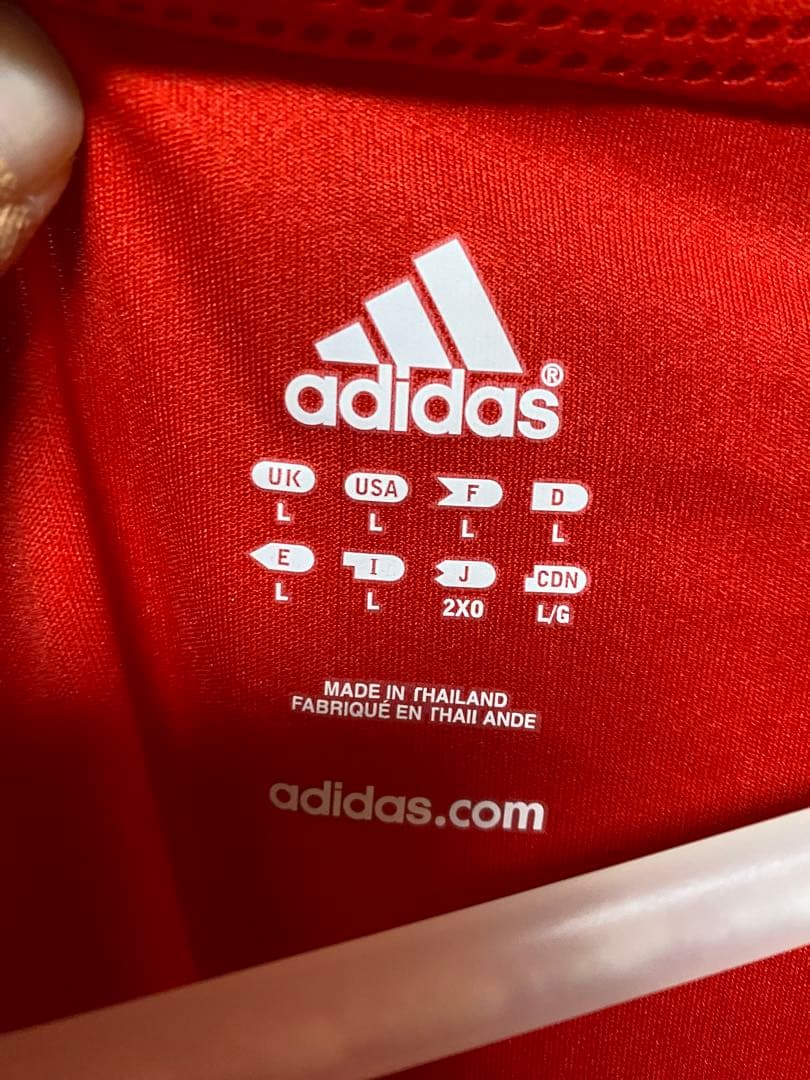 adidas®
UK USA F D
L L L L
E I J CDN
L L 2XO L/G
MADE IN THAILAND
FABRIQUÉ EN THAILANDE
adidas.com